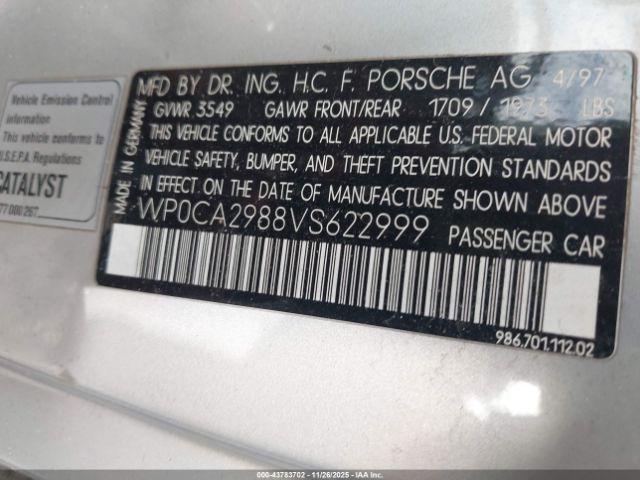 Vehicle Emission Control
information
This vehicle conforms to
U.S.E.P.A. Regulations
CATALYST
MADE IN GERMANY
MFD BY DR. ING. H.C. F. PORSCHE AG 4/97
GVWR 3549 GAWR FRONT/REAR 1709 / 1973 LBS
THIS VEHICLE CONFORMS TO ALL APPLICABLE U.S. FEDERAL MOTOR
VEHICLE SAFETY, BUMPER, AND THEFT PREVENTION STANDARDS
IN EFFECT ON THE DATE OF MANUFACTURE SHOWN ABOVE
WP0CA2988VS622999 PASSENGER CAR
986.701.112.02
000-43783702 | 11/26/2025 - IAA Inc.